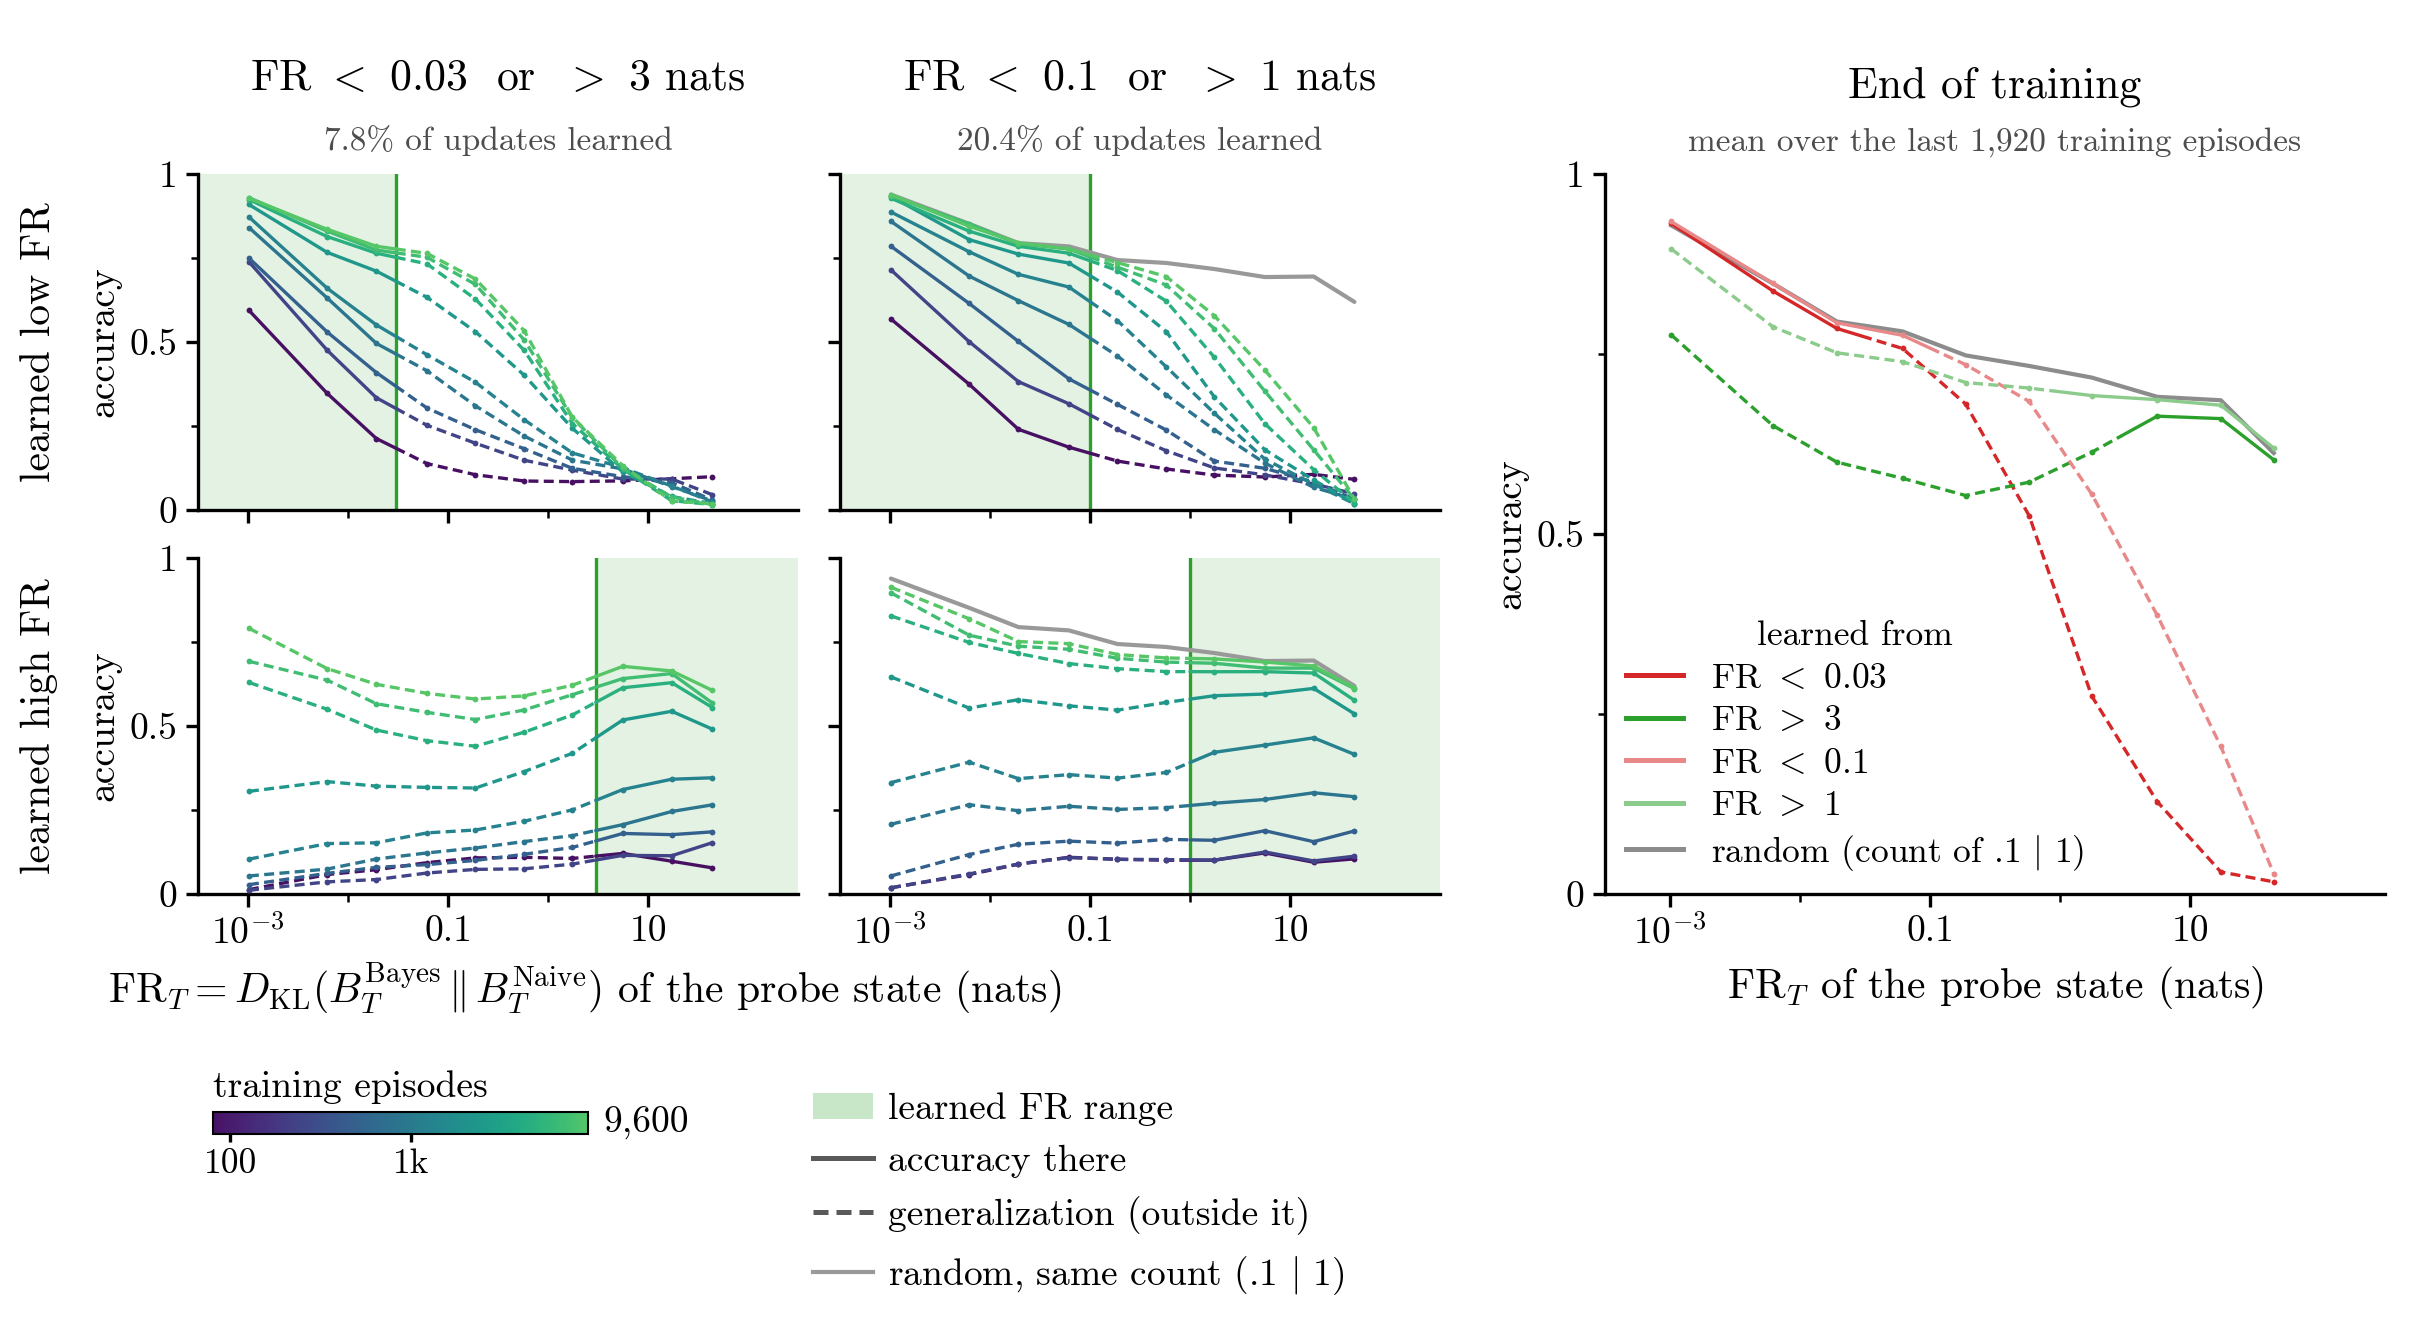 FR < 0.03 or > 3 nats
7.8% of updates learned
FR < 0.1 or > 1 nats
20.4% of updates learned
End of training
mean over the last 1,920 training episodes
learned low FR
accuracy
1
0.5
0
learned high FR
accuracy
1
0.5
0
10⁻³ 0.1 10
10⁻³ 0.1 10
FR_T = D_KL(B_T^Bayes ∥ B_T^Naive) of the probe state (nats)
accuracy
1
0.5
0
learned from
FR < 0.03
FR > 3
FR < 0.1
FR > 1
random (count of .1 | 1)
10⁻³ 0.1 10
FR_T of the probe state (nats)
training episodes
9,600
100 1k
learned FR range
accuracy there
generalization (outside it)
random, same count (.1 | 1)